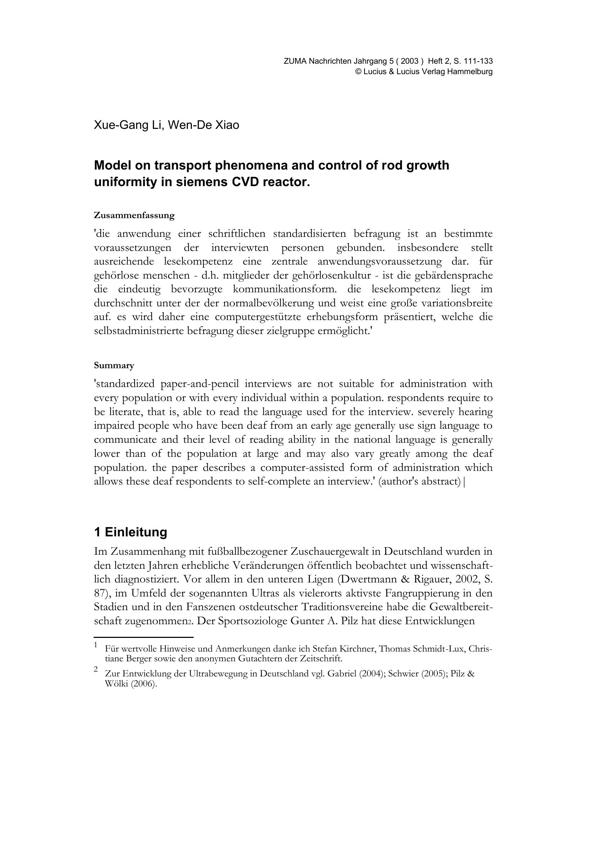 ZUMA Nachrichten Jahrgang 5 ( 2003 ) Heft 2, S. 111-133
© Lucius & Lucius Verlag Hammelburg
Xue-Gang Li, Wen-De Xiao
Model on transport phenomena and control of rod growth
uniformity in siemens CVD reactor.
Zusammenfassung
'die anwendung einer schriftlichen standardisierten befragung ist an bestimmte
voraussetzungen der interviewten personen gebunden. insbesondere stellt
ausreichende lesekompetenz eine zentrale anwendungsvoraussetzung dar. für
gehörlose menschen - d.h. mitglieder der gehörlosenkultur - ist die gebärdensprache
die eindeutig bevorzugte kommunikationsform. die lesekompetenz liegt im
durchschnitt unter der der normalbevölkerung und weist eine große variationsbreite
auf. es wird daher eine computergestützte erhebungsform präsentiert, welche die
selbstadministrierte befragung dieser zielgruppe ermöglicht.'
Summary
'standardized paper-and-pencil interviews are not suitable for administration with
every population or with every individual within a population. respondents require to
be literate, that is, able to read the language used for the interview. severely hearing
impaired people who have been deaf from an early age generally use sign language to
communicate and their level of reading ability in the national language is generally
lower than of the population at large and may also vary greatly among the deaf
population. the paper describes a computer-assisted form of administration which
allows these deaf respondents to self-complete an interview.' (author's abstract)|
1 Einleitung
Im Zusammenhang mit fußballbezogener Zuschauergewalt in Deutschland wurden in
den letzten Jahren erhebliche Veränderungen öffentlich beobachtet und wissenschaft-
lich diagnostiziert. Vor allem in den unteren Ligen (Dwertmann & Rigauer, 2002, S.
87), im Umfeld der sogenannten Ultras als vielerorts aktivste Fangruppierung in den
Stadien und in den Fanszenen ostdeutscher Traditionsvereine habe die Gewaltbereit-
schaft zugenommen2. Der Sportsoziologe Gunter A. Pilz hat diese Entwicklungen
1 Für wertvolle Hinweise und Anmerkungen danke ich Stefan Kirchner, Thomas Schmidt-Lux, Chris-
tiane Berger sowie den anonymen Gutachtern der Zeitschrift.
2 Zur Entwicklung der Ultrabewegung in Deutschland vgl. Gabriel (2004); Schwier (2005); Pilz &
Wölki (2006).